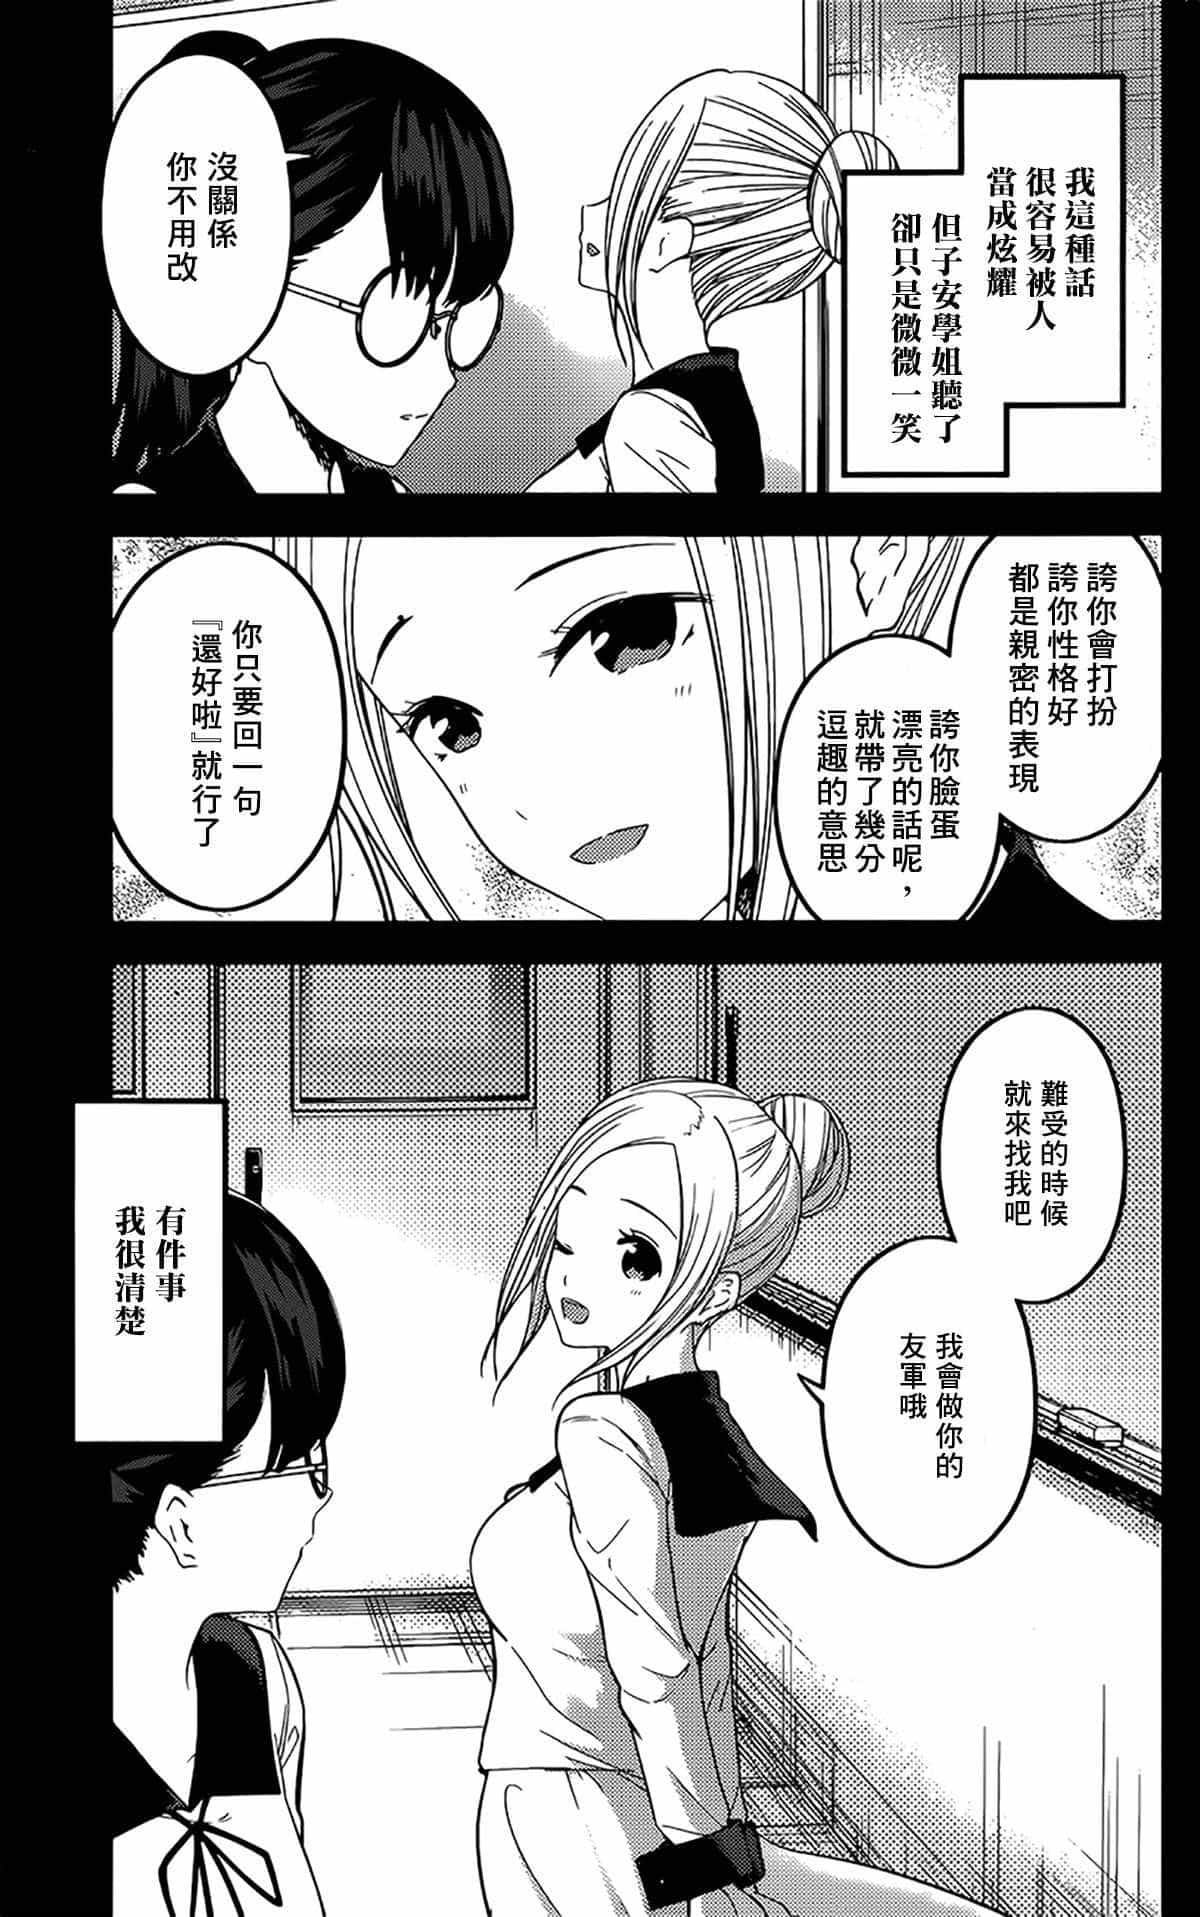 我這種話
很容易被人
當成炫耀
但子安學姐聽了
卻只是微微一笑
沒關係
你不用改
誇你會打扮
誇你性格好
都是親密的表現
誇你臉蛋
漂亮的話呢，
就帶了幾分
逗趣的意思
你只要回一句
『還好啦』就行了
難受的時候
就來找我吧
我會做你的
友軍哦
有件事
我很清楚